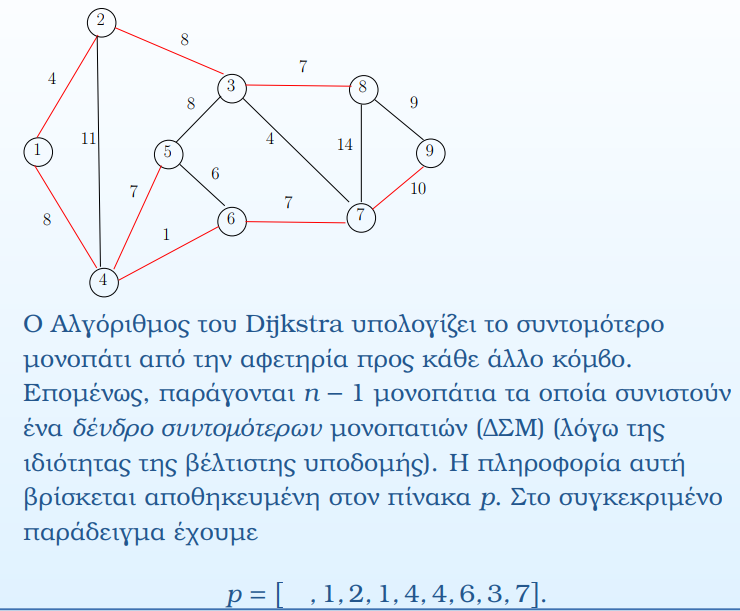 2
8
7
3
8
4
8
9
11
4
14
1
5
9
6
7
10
7
6
7
8
1
4
Ο Αλγόριθμος του Dijkstra υπολογίζει το συντομότερο
μονοπάτι από την αφετηρία προς κάθε άλλο κόμβο.
Επομένως, παράγονται n − 1 μονοπάτια τα οποία συνιστούν
ένα δένδρο συντομότερων μονοπατιών (ΔΣΜ) (λόγω της
ιδιότητας της βέλτιστης υποδομής). Η πληροφορία αυτή
βρίσκεται αποθηκευμένη στον πίνακα p. Στο συγκεκριμένο
παράδειγμα έχουμε
p = [ , 1, 2, 1, 4, 4, 6, 3, 7].